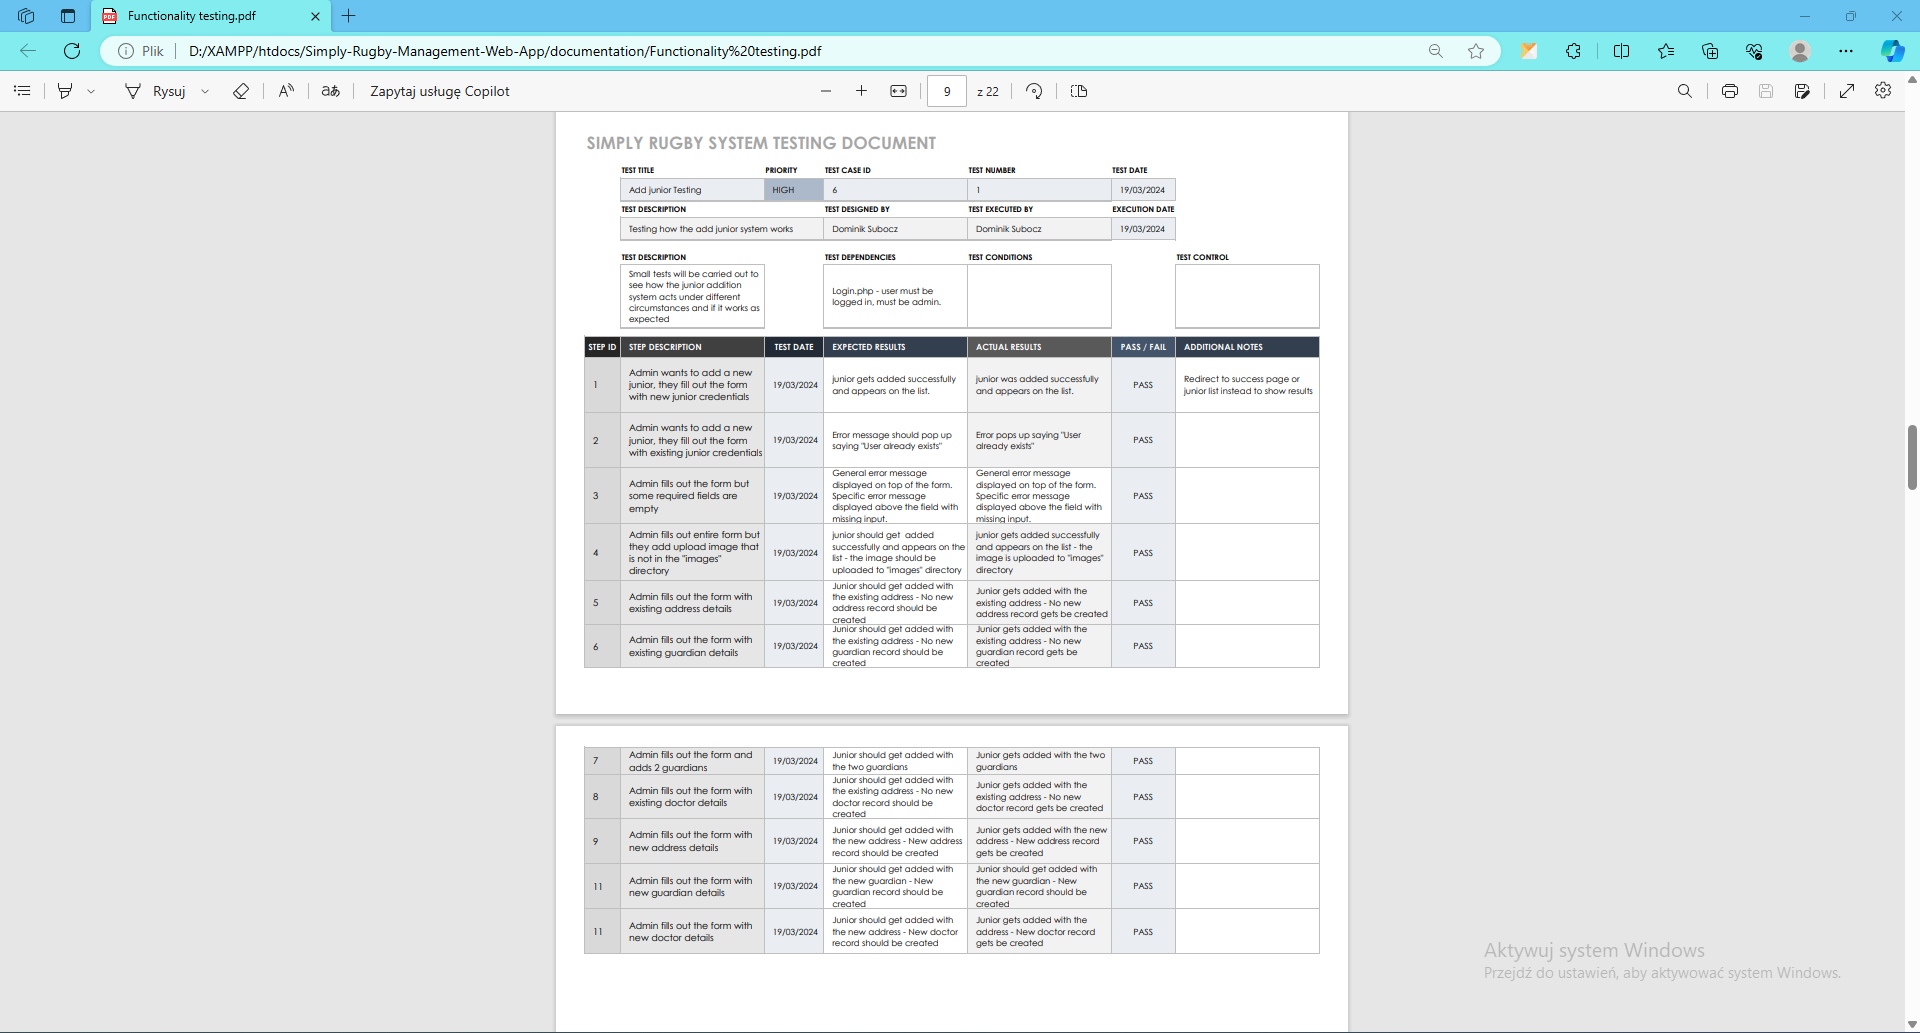 Functionality testing.pdf
Plik
D:/XAMPP/htdocs/Simply-Rugby-Management-Web-App/documentation/Functionality%20testing.pdf
Rysuj
Zapytaj usługę Copilot
9
z 22
SIMPLY RUGBY SYSTEM TESTING DOCUMENT
TEST TITLE PRIORITY TEST CASE ID TEST NUMBER TEST DATE
Add junior Testing HIGH 6 1 19/03/2024
TEST DESCRIPTION TEST DESIGNED BY TEST EXECUTED BY EXECUTION DATE
Testing how the add junior system works Dominik Subocz Dominik Subocz 19/03/2024
TEST DESCRIPTION TEST DEPENDENCIES TEST CONDITIONS TEST CONTROL
Small tests will be carried out to
see how the junior addition
system acts under different
circumstances and if it works as
expected
Login.php - user must be
logged in, must be admin.
STEP ID STEP DESCRIPTION TEST DATE EXPECTED RESULTS ACTUAL RESULTS PASS / FAIL ADDITIONAL NOTES
1
Admin wants to add a new
junior, they fill out the form
with new junior credentials
19/03/2024
junior gets added successfully
and appears on the list.
junior was added successfully
and appears on the list.
PASS
Redirect to success page or
junior list instead to show results
2
Admin wants to add a new
junior, they fill out the form
with existing junior credentials
19/03/2024
Error message should pop up
saying "User already exists"
Error pops up saying "User
already exists"
PASS
3
Admin fills out the form but
some required fields are
empty
19/03/2024
General error message
displayed on top of the form.
Specific error message
displayed above the field with
missing input.
General error message
displayed on top of the form.
Specific error message
displayed above the field with
missing input.
PASS
4
Admin fills out entire form but
they add upload image that
is not in the "images"
directory
19/03/2024
junior should get  added
successfully and appears on the
list - the image should be
uploaded to "images" directory
junior gets added successfully
and appears on the list - the
image is uploaded to "images"
directory
PASS
5
Admin fills out the form with
existing address details
19/03/2024
Junior should get added with
the existing address - No new
address record should be
created
Junior gets added with the
existing address - No new
address record gets be created
PASS
6
Admin fills out the form with
existing guardian details
19/03/2024
Junior should get added with
the existing address - No new
guardian record should be
created
Junior gets added with the
existing address - No new
guardian record gets be
created
PASS
7
Admin fills out the form and
adds 2 guardians
19/03/2024
Junior should get added with
the two guardians
Junior gets added with the two
guardians
PASS
8
Admin fills out the form with
existing doctor details
19/03/2024
Junior should get added with
the existing address - No new
doctor record should be
created
Junior gets added with the
existing address - No new
doctor record gets be created
PASS
9
Admin fills out the form with
new address details
19/03/2024
Junior should get added with
the new address - New address
record should be created
Junior gets added with the new
address - New address record
gets be created
PASS
11
Admin fills out the form with
new guardian details
19/03/2024
Junior should get added with
the new guardian - New
guardian record should be
created
Junior should get added with
the new guardian - New
guardian record should be
created
PASS
11
Admin fills out the form with
new doctor details
19/03/2024
Junior should get added with
the new address - New doctor
record should be created
Junior gets added with the
address - New doctor record
gets be created
PASS
Aktywuj system Windows
Przejdź do ustawień, aby aktywować system Windows.